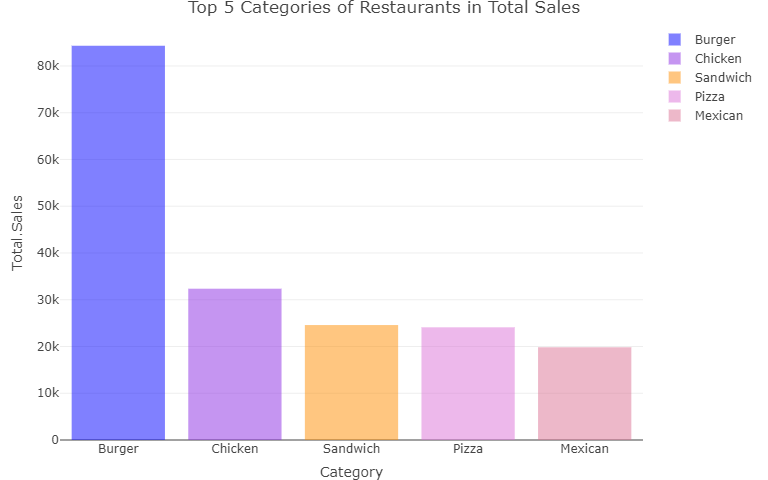 Top 5 Categories of Restaurants in Total Sales
Burger
Chicken
Sandwich
Pizza
Mexican
80k
70k
60k
50k
40k
30k
20k
10k
0
Total.Sales
Burger
Chicken
Sandwich
Pizza
Mexican
Category